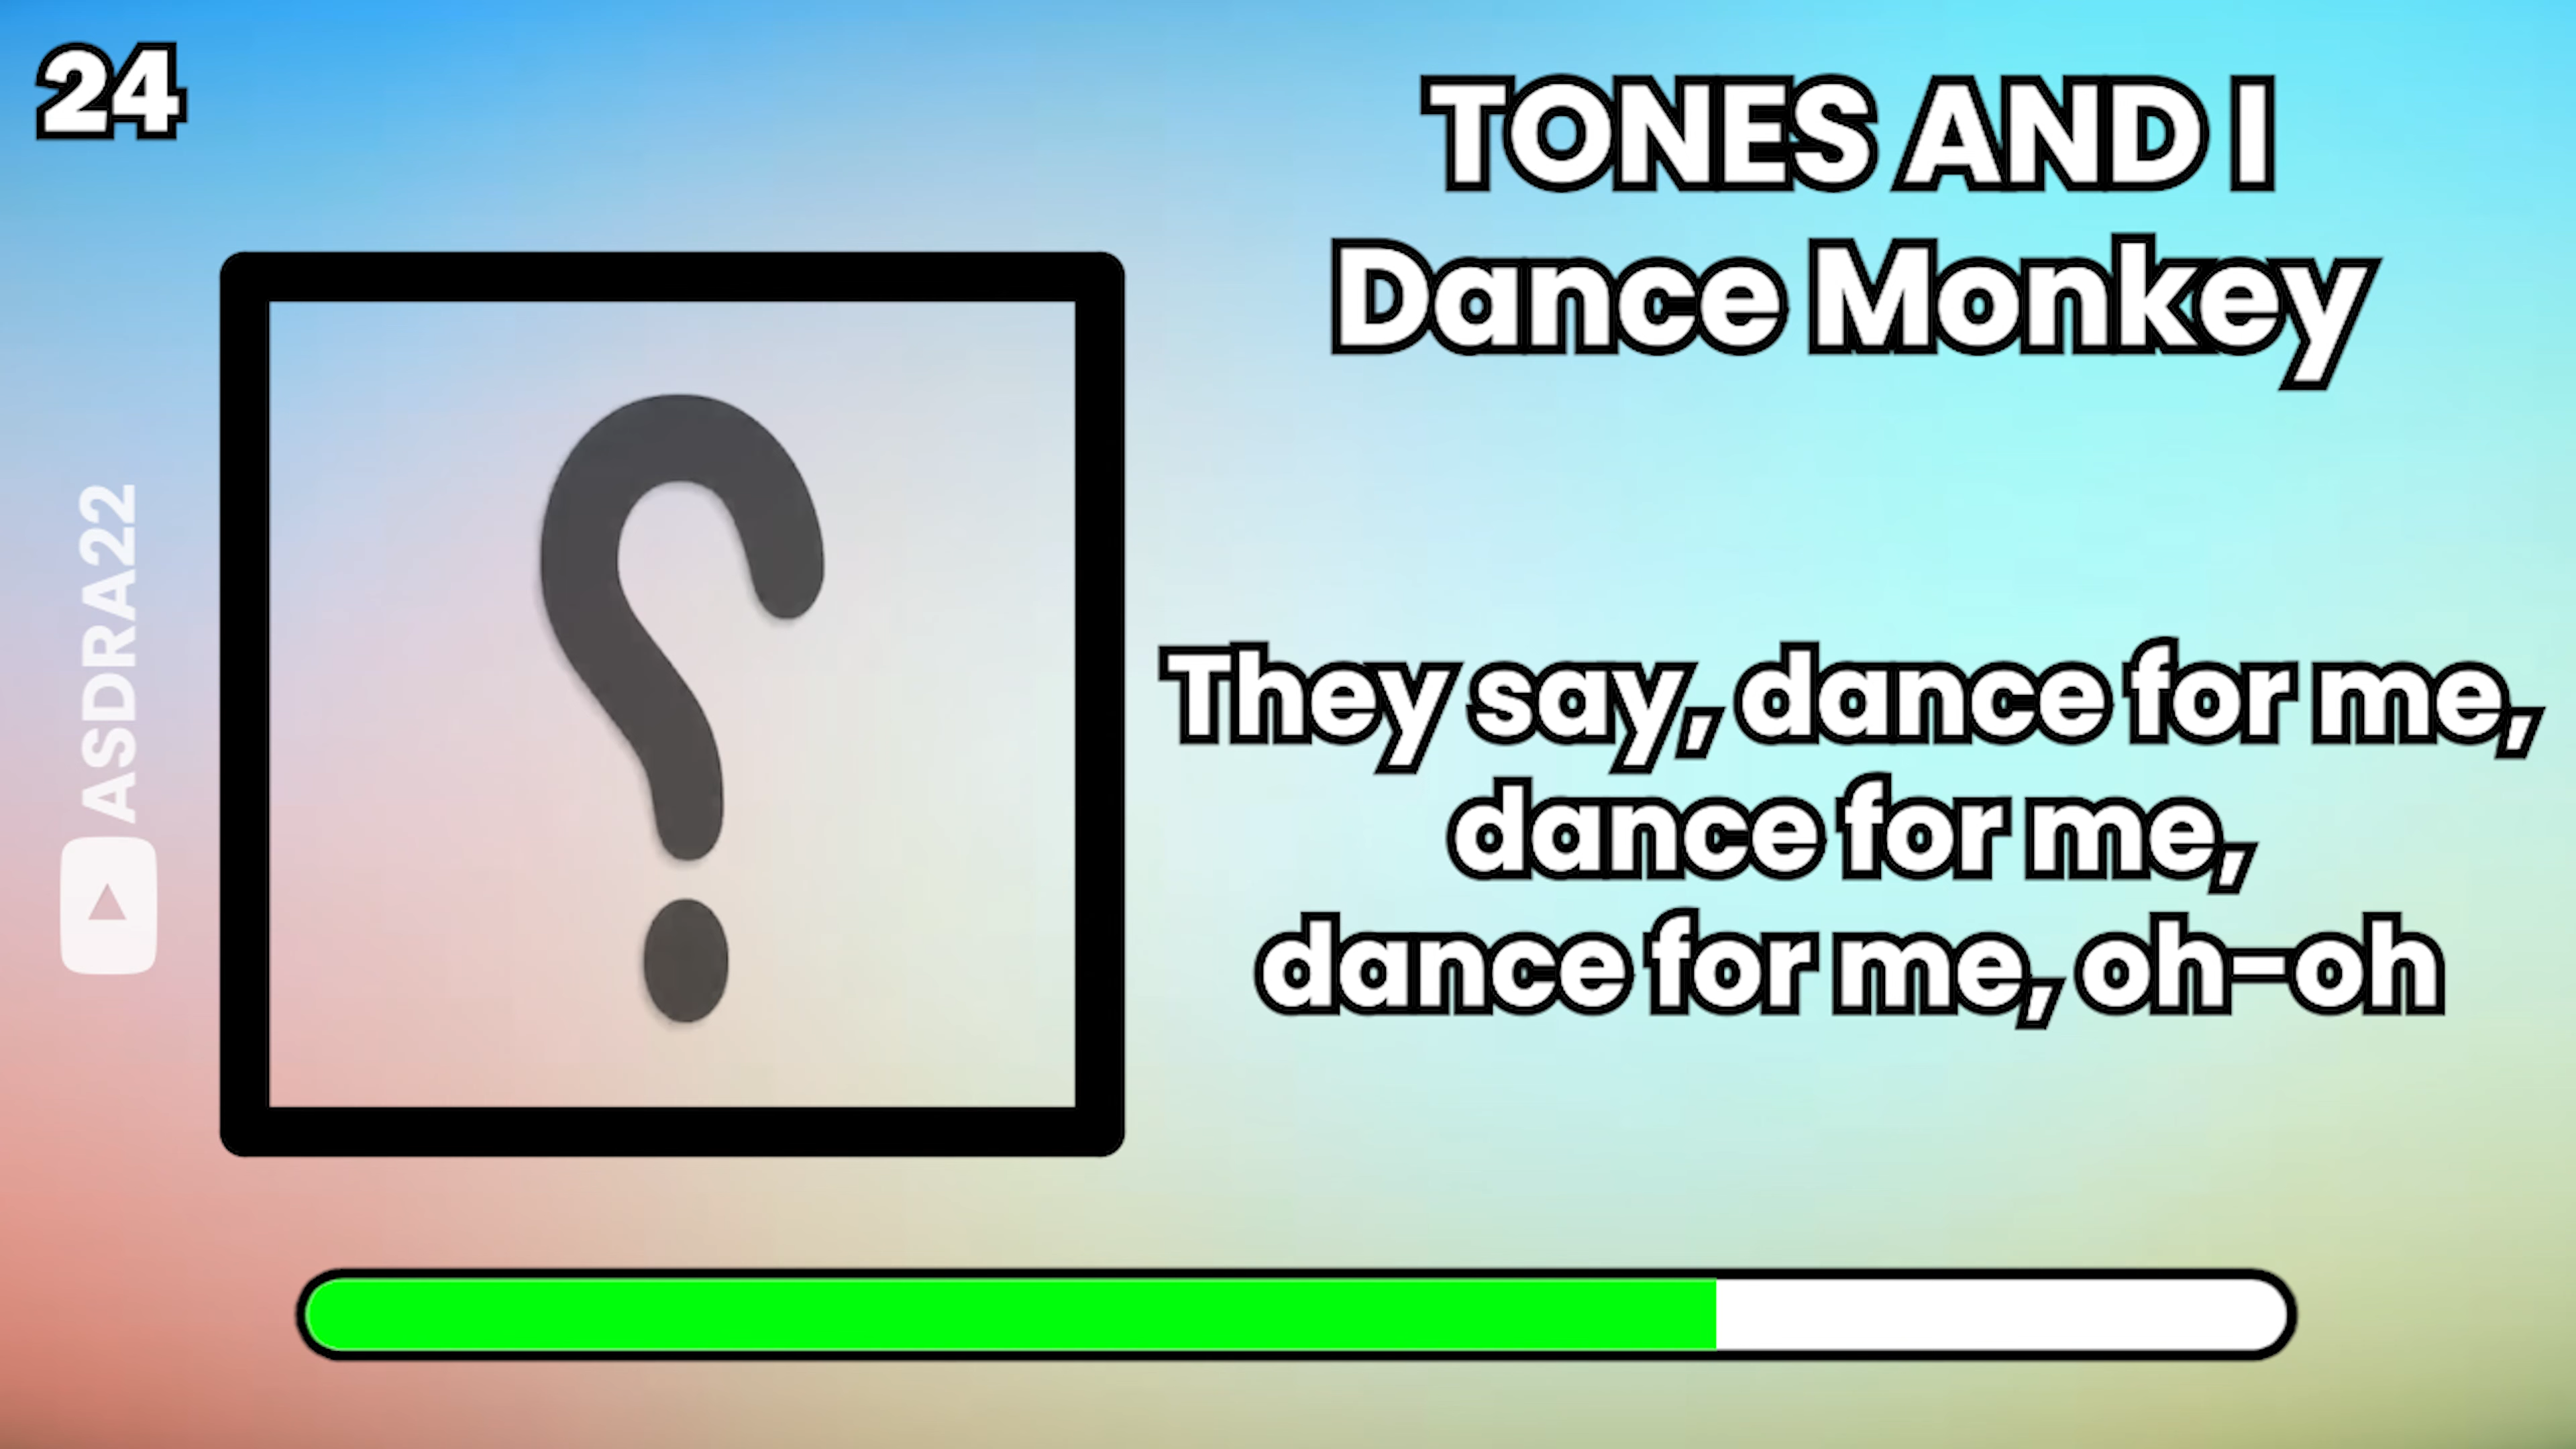 24
TONES AND I
Dance Monkey
They say, dance for me,
dance for me,
dance for me, oh-oh
ASDRA22